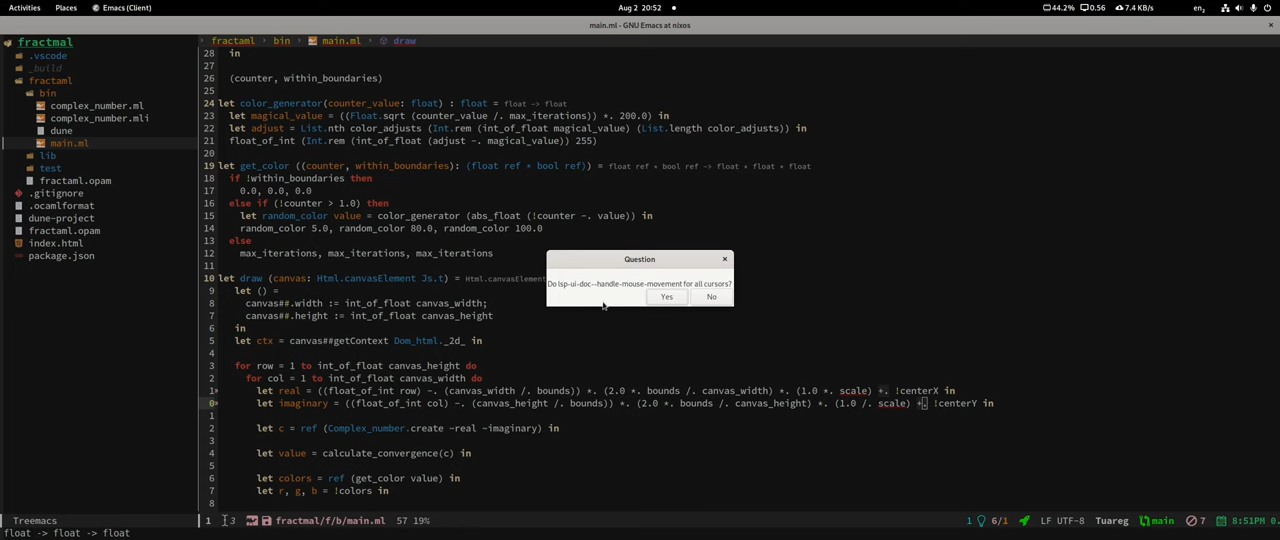 Activities Places Emacs (Client) Aug 2 20:52 44.2% 0.56 7.4 KB/s en₂
main.ml - GNU Emacs at nixos
fractmal
.vscode
_build
fractaml
bin
complex_number.ml
complex_number.mli
dune
main.ml
lib
test
fractaml.opam
.gitignore
.ocamlformat
dune-project
fractaml.opam
index.html
package.json
› fractaml › bin › main.ml › draw
28 in
27
26 (counter, within_boundaries)
25
24 let color_generator(counter_value: float) : float = float -> float
23 let magical_value = ((Float.sqrt (counter_value /. max_iterations)) *. 200.0) in
22 let adjust = List.nth color_adjusts (Int.rem (int_of_float magical_value) (List.length color_adjusts)) in
21 float_of_int (Int.rem (int_of_float (adjust -. magical_value)) 255)
20
19 let get_color ((counter, within_boundaries): (float ref * bool ref)) = float ref * bool ref -> float * float * float
18 if !within_boundaries then
17 0.0, 0.0, 0.0
16 else if (!counter > 1.0) then
15 let random_color value = color_generator (abs_float (!counter -. value)) in
14 random_color 5.0, random_color 80.0, random_color 100.0
13 else
12 max_iterations, max_iterations, max_iterations
11
10 let draw (canvas: Html.canvasElement Js.t) = Html.canvasElement
9 let () =
8 canvas##.width := int_of_float canvas_width;
7 canvas##.height := int_of_float canvas_height
6 in
5 let ctx = canvas##getContext Dom_html._2d_ in
4
3 for row = 1 to int_of_float canvas_height do
2 for col = 1 to int_of_float canvas_width do
1 let real = ((float_of_int row) -. (canvas_width /. bounds)) *. (2.0 *. bounds /. canvas_width) *. (1.0 *. scale) +. !centerX in
0 let imaginary = ((float_of_int col) -. (canvas_height /. bounds)) *. (2.0 *. bounds /. canvas_height) *. (1.0 /. scale) +. !centerY in
1
2 let c = ref (Complex_number.create ~real ~imaginary) in
3
4 let value = calculate_convergence(c) in
5
6 let colors = ref (get_color value) in
7 let r, g, b = !colors in
8
Question
Do lsp-ui-doc--handle-mouse-movement for all cursors?
Yes No
Treemacs 1 3 fractmal/f/b/main.ml 57 19% 1 6/1 LF UTF-8 Tuareg main 7 8:51PM 0.
float -> float -> float